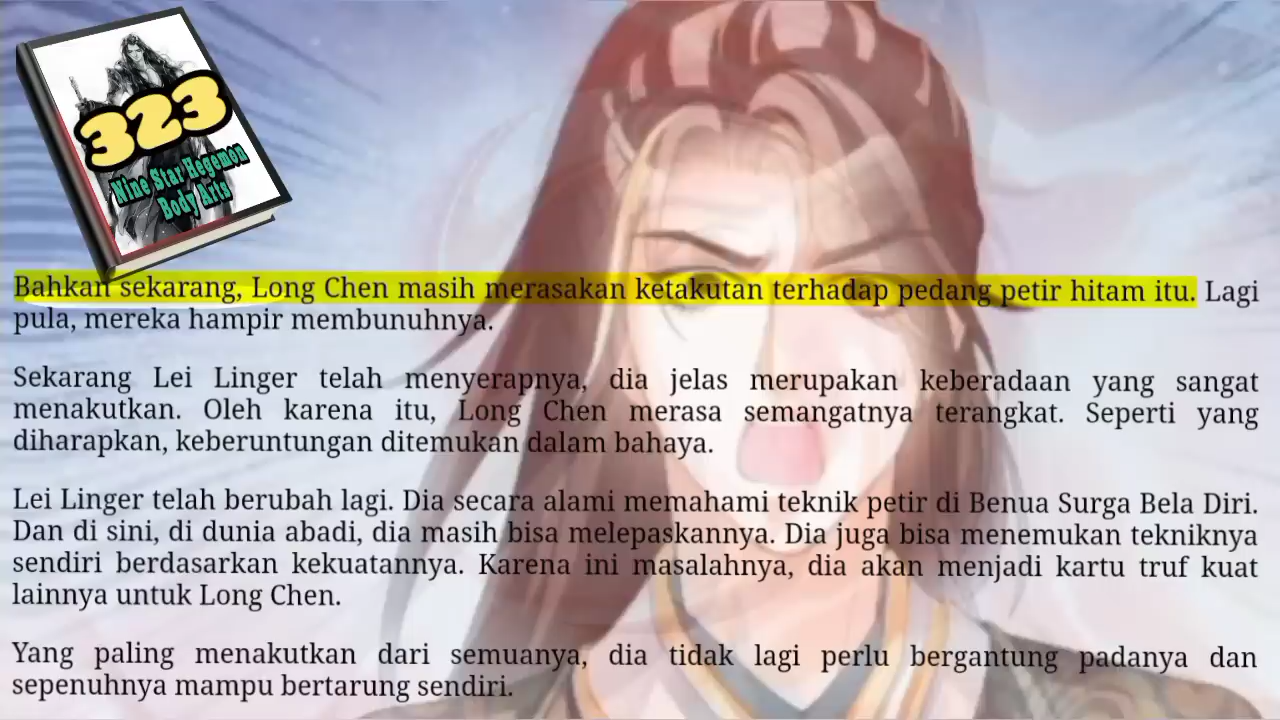 323
Nine Star Hegemon
Body Arts
Bahkan sekarang, Long Chen masih merasakan ketakutan terhadap pedang petir hitam itu. Lagi
pula, mereka hampir membunuhnya.
Sekarang Lei Linger telah menyerapnya, dia jelas merupakan keberadaan yang sangat
menakutkan. Oleh karena itu, Long Chen merasa semangatnya terangkat. Seperti yang
diharapkan, keberuntungan ditemukan dalam bahaya.
Lei Linger telah berubah lagi. Dia secara alami memahami teknik petir di Benua Surga Bela Diri.
Dan di sini, di dunia abadi, dia masih bisa melepaskannya. Dia juga bisa menemukan tekniknya
sendiri berdasarkan kekuatannya. Karena ini masalahnya, dia akan menjadi kartu truf kuat
lainnya untuk Long Chen.
Yang paling menakutkan dari semuanya, dia tidak lagi perlu bergantung padanya dan
sepenuhnya mampu bertarung sendiri.